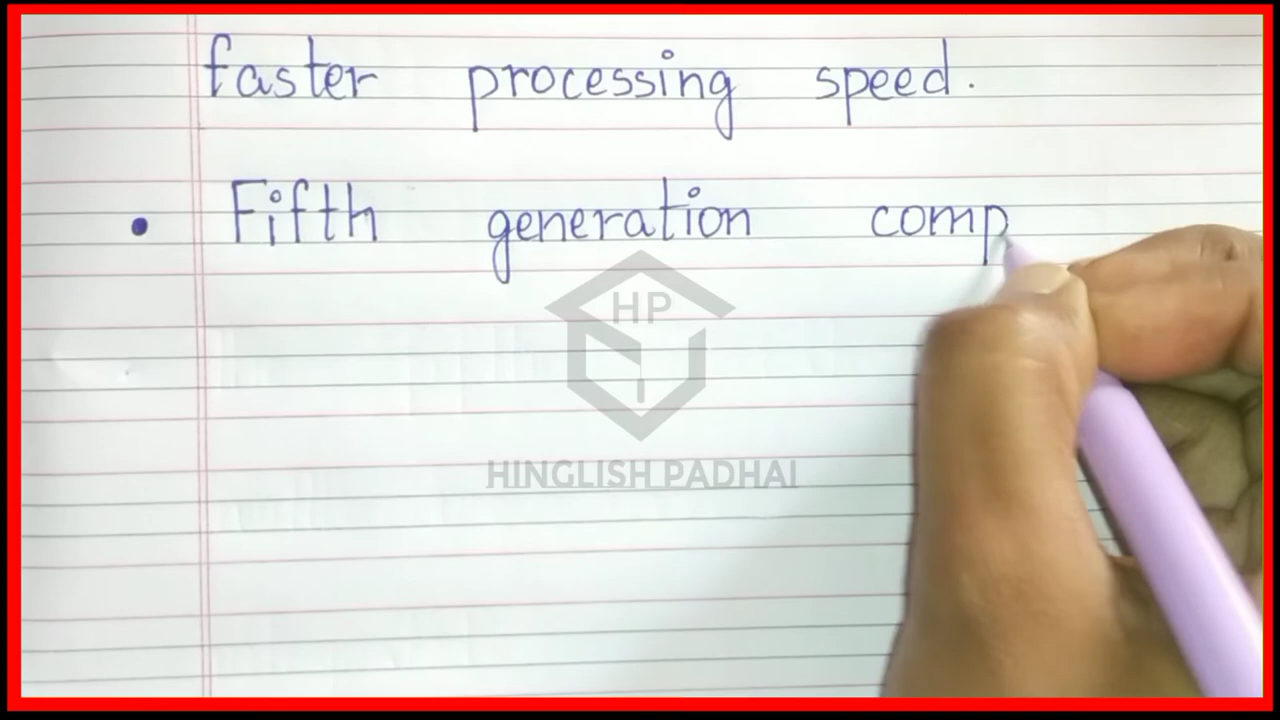 faster processing speed.
• Fifth generation comp
HP
HINGLISH PADHAI